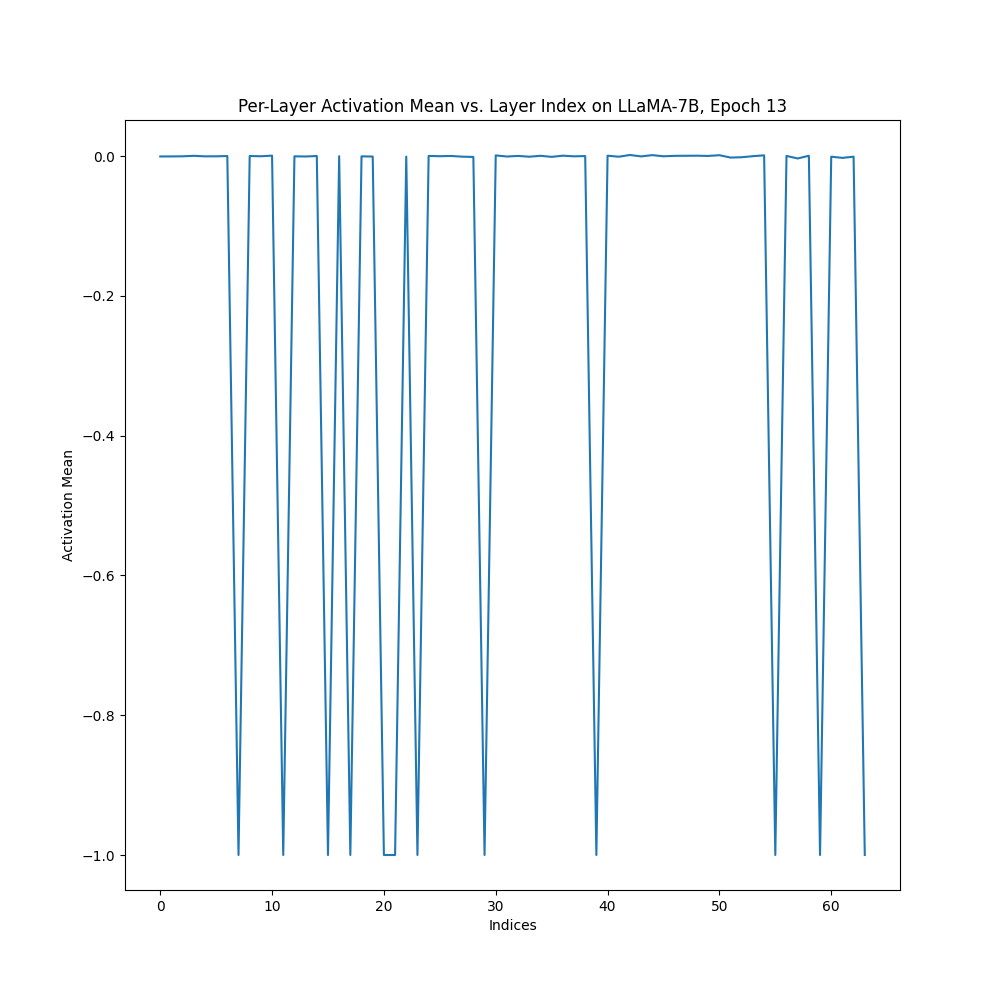 Per-Layer Activation Mean vs. Layer Index on LLaMA-7B, Epoch 13
0.0
−0.2
−0.4
−0.6
−0.8
−1.0
Activation Mean
0 10 20 30 40 50 60
Indices